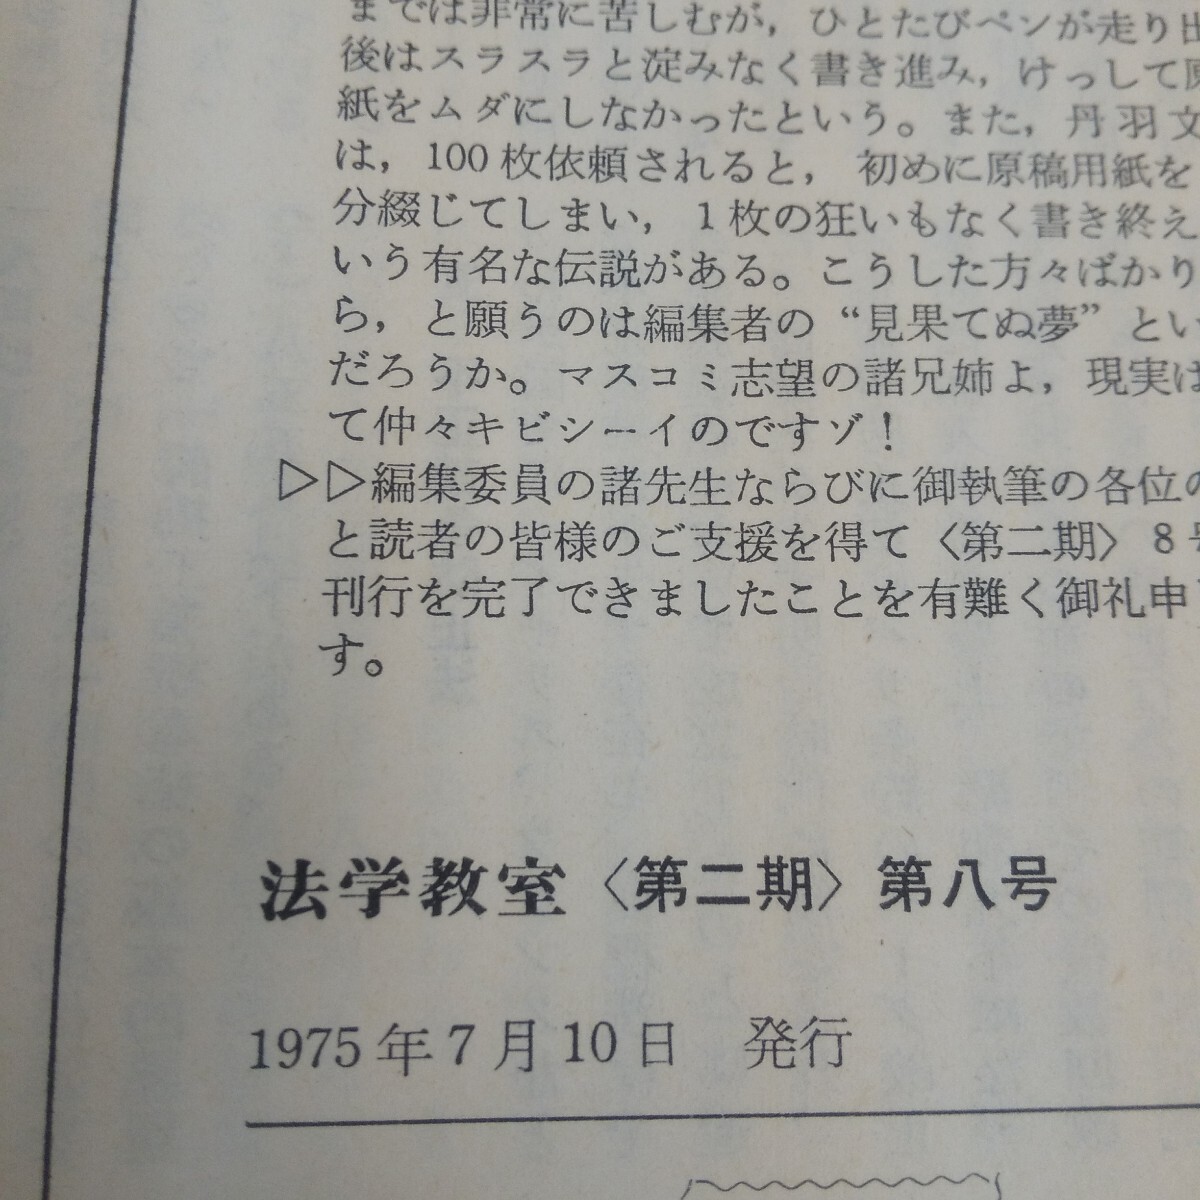 までは非常に苦しむが，ひとたびペンが走り出
後はスラスラと淀みなく書き進み，けっして原
紙をムダにしなかったという。また，丹羽文
は，100枚依頼されると，初めに原稿用紙を
分綴じてしまい，1枚の狂いもなく書き終え
いう有名な伝説がある。こうした方々ばかり
ら，と願うのは編集者の“見果てぬ夢”とい
だろうか。マスコミ志望の諸兄姉よ，現実は
て仲々キビシーイのですゾ！
▷▷編集委員の諸先生ならびに御執筆の各位の
と読者の皆様のご支援を得て〈第二期〉8号
刊行を完了できましたことを有難く御礼申
す。
法学教室〈第二期〉第八号
1975年7月10日　発行